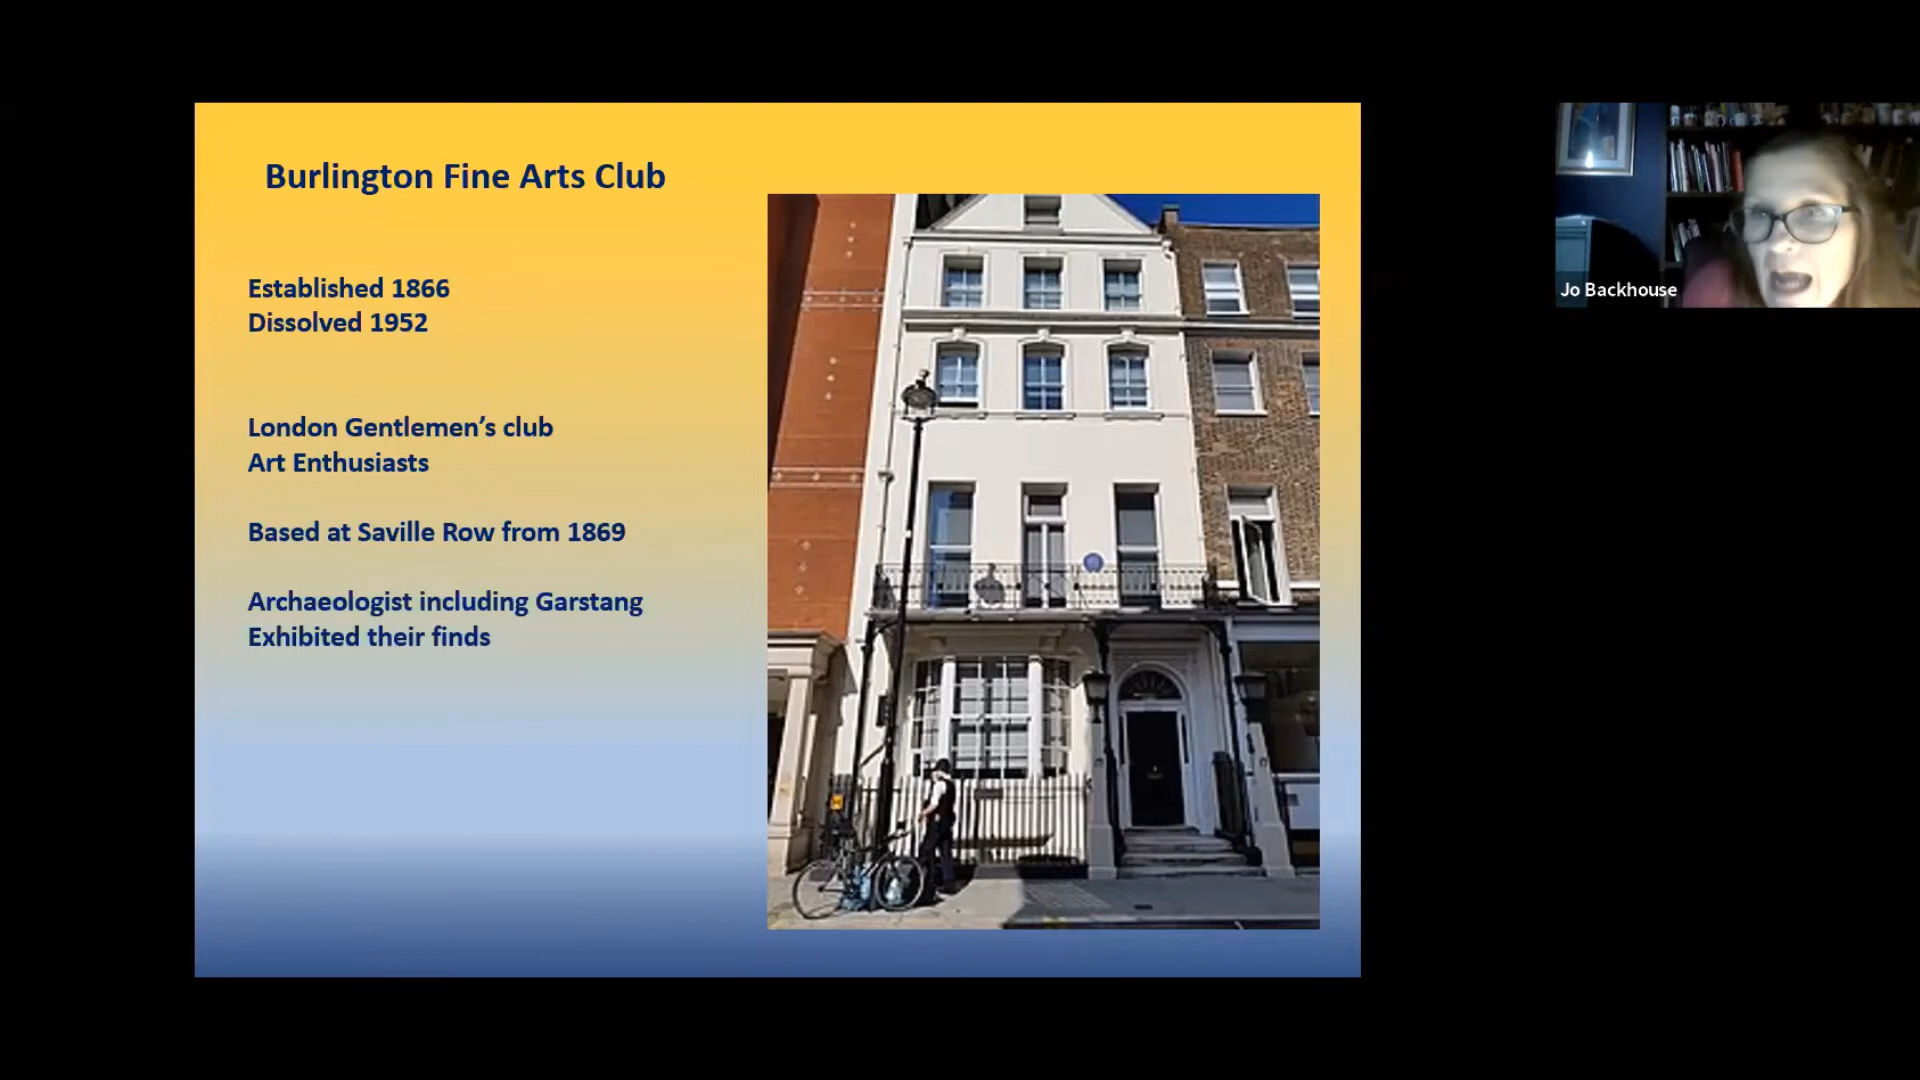 Burlington Fine Arts Club
Established 1866
Dissolved 1952
London Gentlemen's club
Art Enthusiasts
Based at Saville Row from 1869
Archaeologist including Garstang
Exhibited their finds
Jo Backhouse